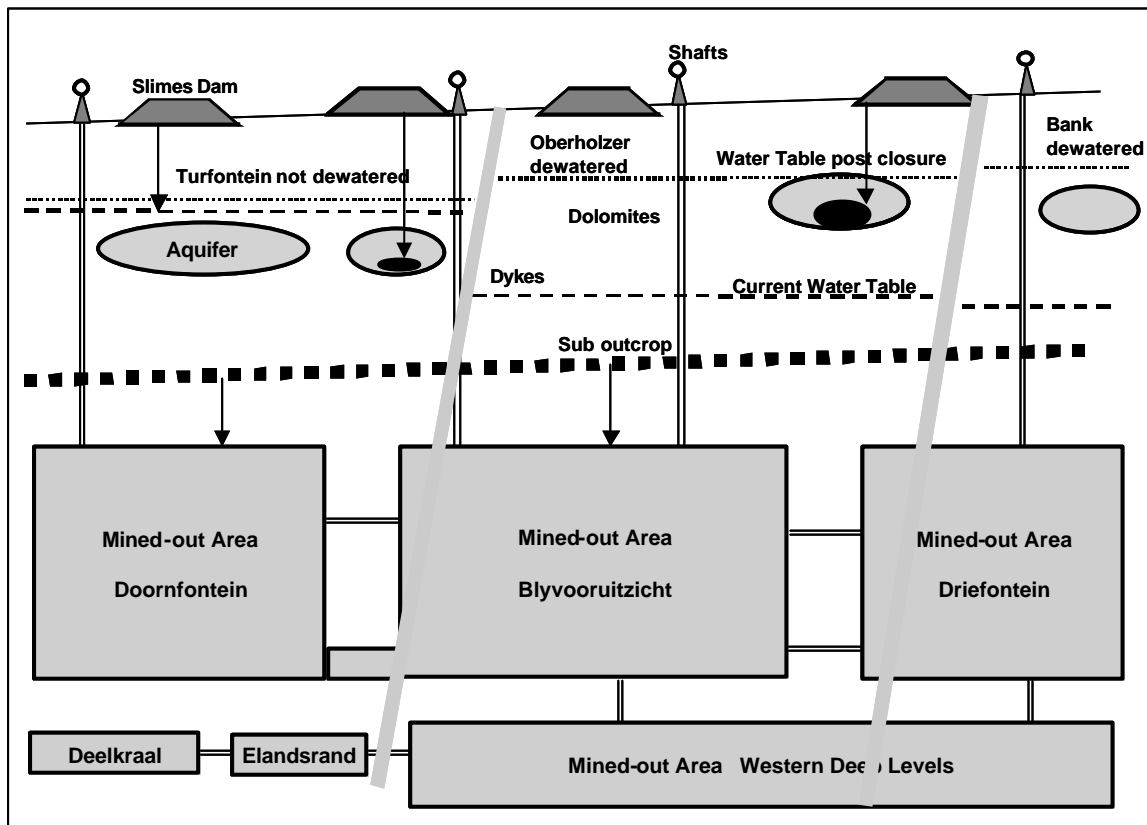 Shafts
Slimes Dam
Oberholzer
dewatered
Water Table post closure
Bank
dewatered
Turfontein not dewatered
Dolomites
Aquifer
Dykes
Current Water Table
Sub outcrop
Mined-out Area
Doornfontein
Mined-out Area
Blyvooruitzicht
Mined-out Area
Driefontein
Deelkraal
Elandsrand
Mined-out Area Western Deep Levels